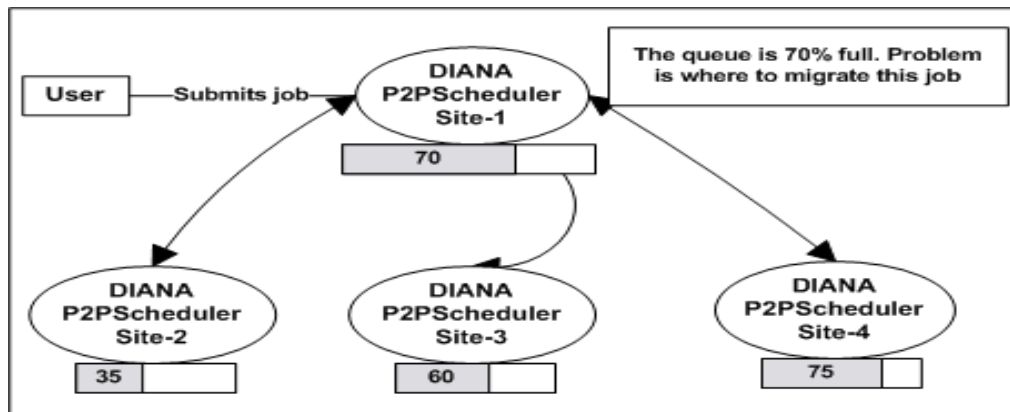 User
Submits job
DIANA
P2PScheduler
Site-1
70
The queue is 70% full. Problem
is where to migrate this job
DIANA
P2PScheduler
Site-2
35
DIANA
P2PScheduler
Site-3
60
DIANA
P2PScheduler
Site-4
75